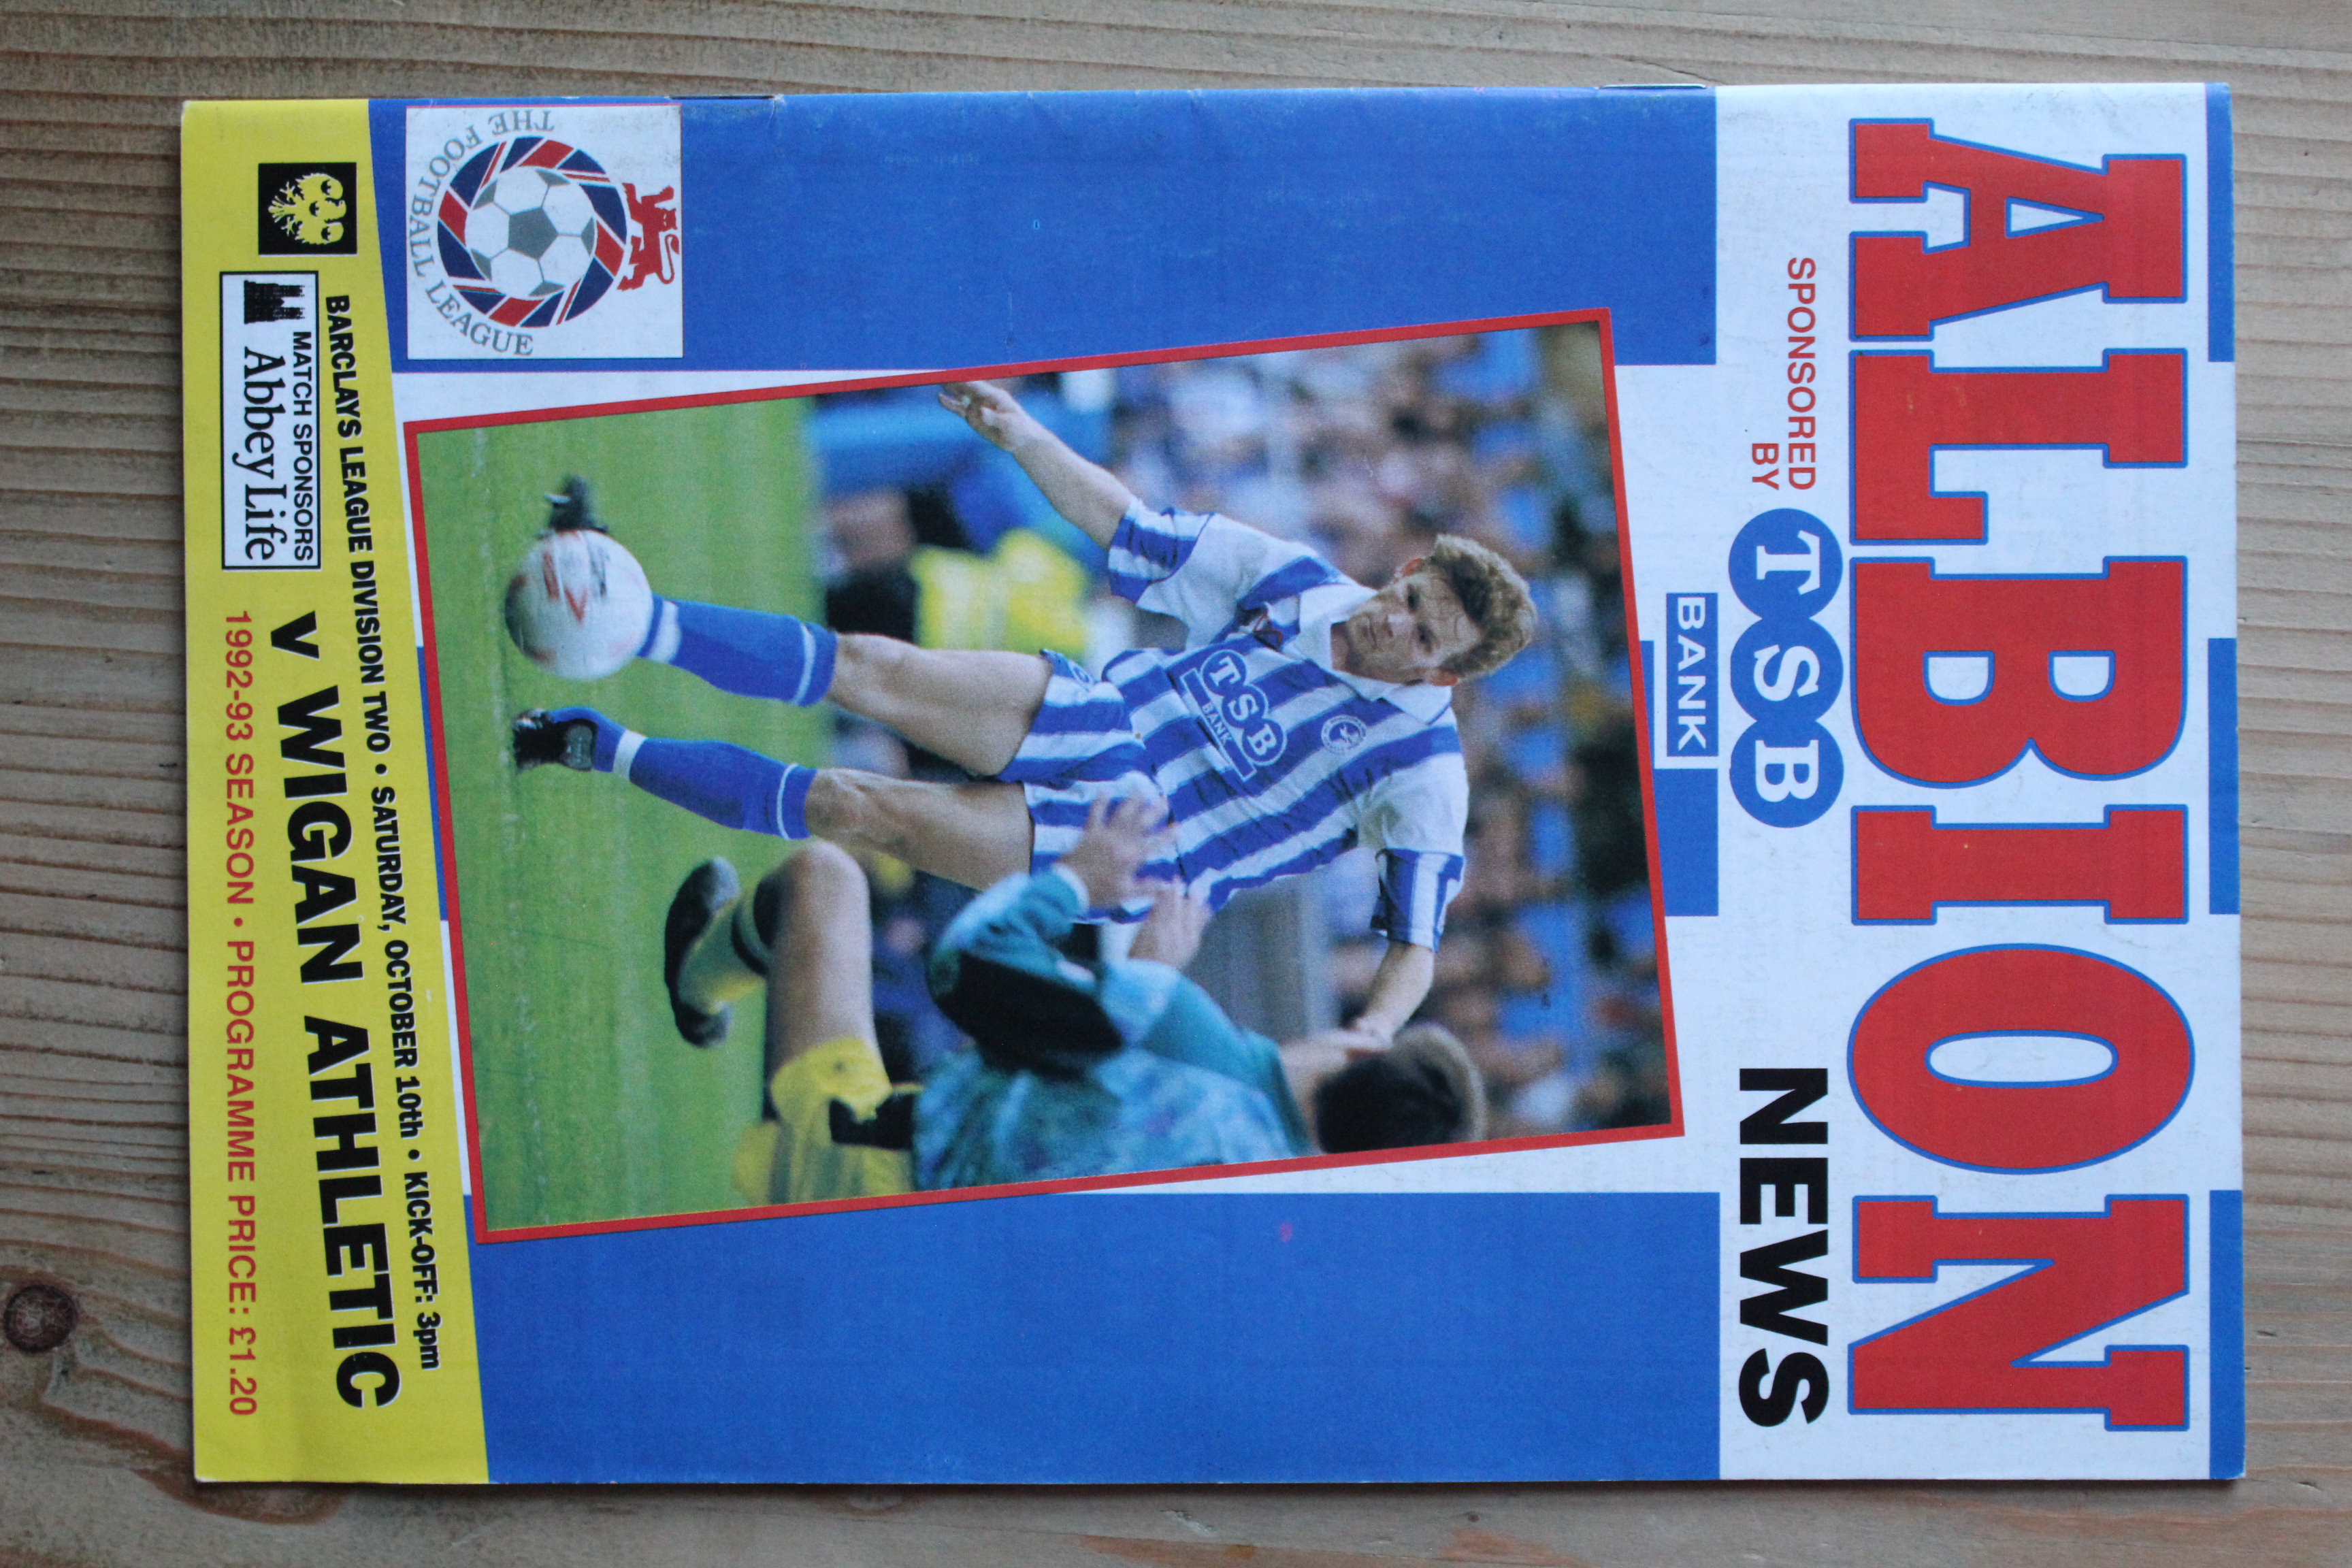 ALBION
SPONSORED
BY
TSB
BANK
NEWS
TSB
BANK
THE FOOTBALL LEAGUE
BARCLAYS LEAGUE DIVISION TWO • SATURDAY, OCTOBER 10th • KICK-OFF: 3pm
MATCH SPONSORS
Abbey Life
v WIGAN ATHLETIC
1992-93 SEASON • PROGRAMME PRICE: £1.20